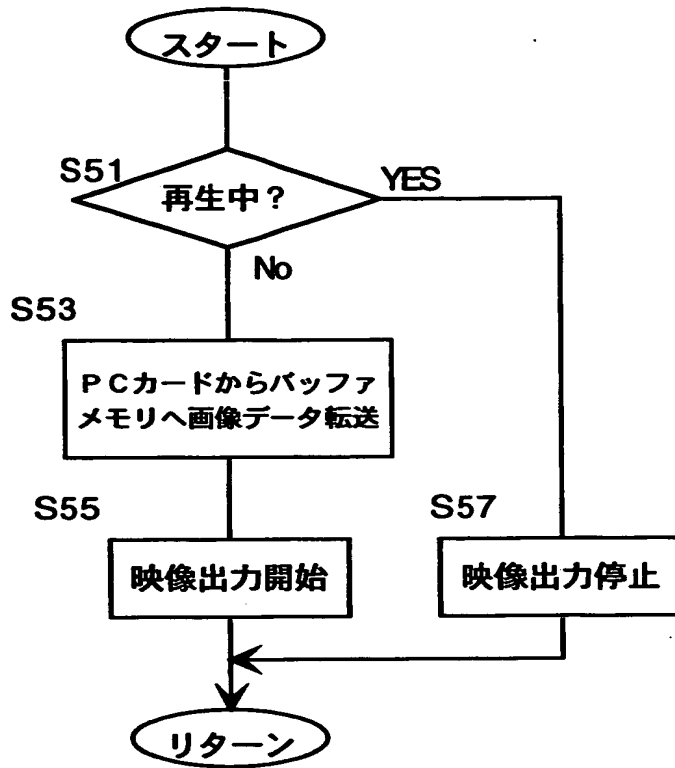 スタート
S51
再生中？
YES
No
S53
ＰＣカードからバッファ
メモリへ画像データ転送
S55
映像出力開始
S57
映像出力停止
リターン